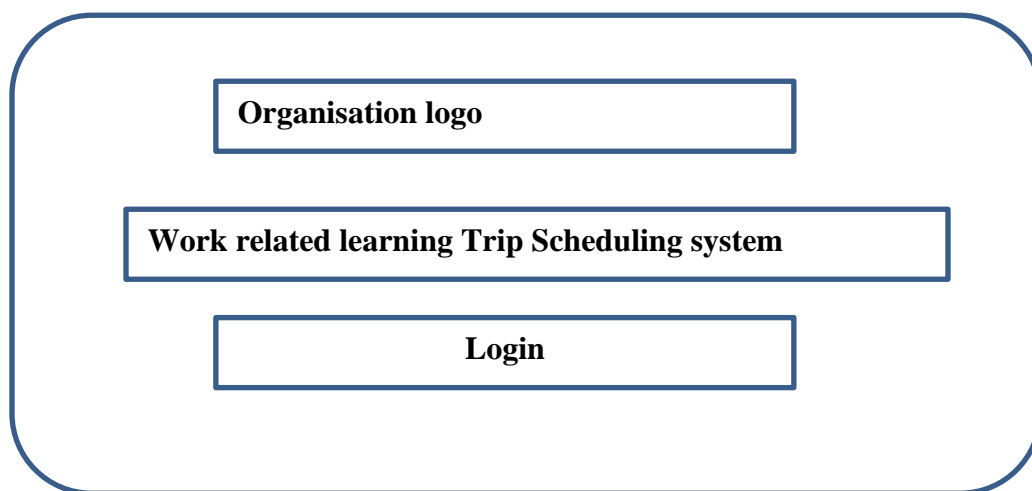 Organisation logo
Work related learning Trip Scheduling system
Login